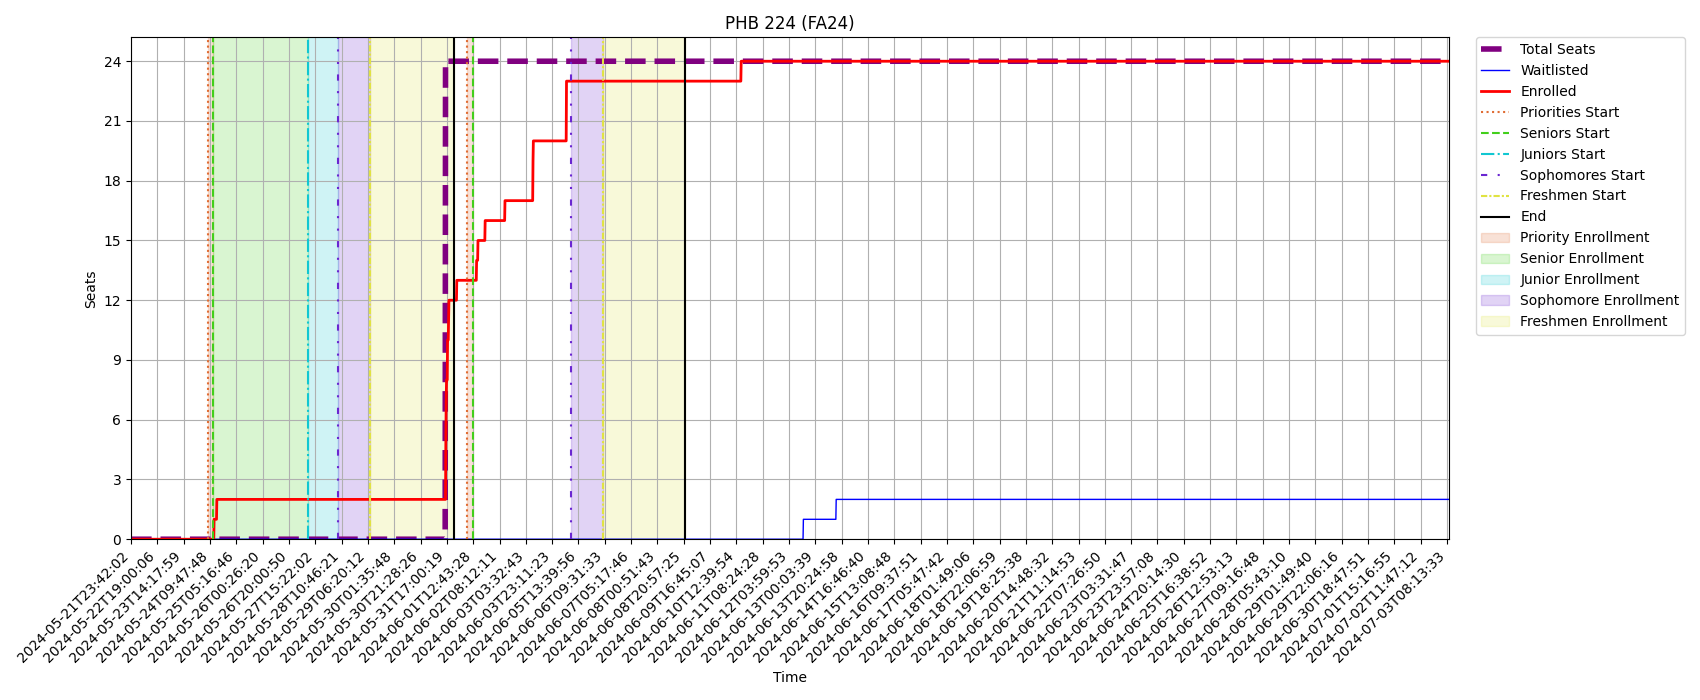 PHB 224 (FA24)
Seats
24
21
18
15
12
9
6
3
0
2024-05-21T23:42:02
2024-05-22T19:00:06
2024-05-23T14:17:59
2024-05-24T09:47:48
2024-05-25T05:16:46
2024-05-26T00:26:20
2024-05-26T20:00:50
2024-05-27T15:22:02
2024-05-28T10:46:21
2024-05-29T06:20:12
2024-05-30T01:35:48
2024-05-30T21:28:26
2024-05-31T17:00:19
2024-06-01T12:43:28
2024-06-02T08:12:11
2024-06-03T03:32:43
2024-06-03T23:11:23
2024-06-05T13:39:56
2024-06-06T09:31:33
2024-06-07T05:17:46
2024-06-08T00:51:43
2024-06-08T20:57:25
2024-06-09T16:45:07
2024-06-10T12:39:54
2024-06-11T08:24:28
2024-06-12T03:59:53
2024-06-13T00:03:39
2024-06-13T20:24:58
2024-06-14T16:46:40
2024-06-15T13:08:48
2024-06-16T09:37:51
2024-06-17T05:47:42
2024-06-18T01:49:06
2024-06-18T22:06:59
2024-06-19T18:25:38
2024-06-20T14:48:32
2024-06-21T11:14:53
2024-06-22T07:26:50
2024-06-23T03:31:47
2024-06-23T23:57:08
2024-06-24T20:14:30
2024-06-25T16:38:52
2024-06-26T12:53:13
2024-06-27T09:16:48
2024-06-28T05:43:10
2024-06-29T01:49:40
2024-06-29T22:06:16
2024-06-30T18:47:51
2024-07-01T15:16:55
2024-07-02T11:47:12
2024-07-03T08:13:33
Time
Total Seats
Waitlisted
Enrolled
Priorities Start
Seniors Start
Juniors Start
Sophomores Start
Freshmen Start
End
Priority Enrollment
Senior Enrollment
Junior Enrollment
Sophomore Enrollment
Freshmen Enrollment